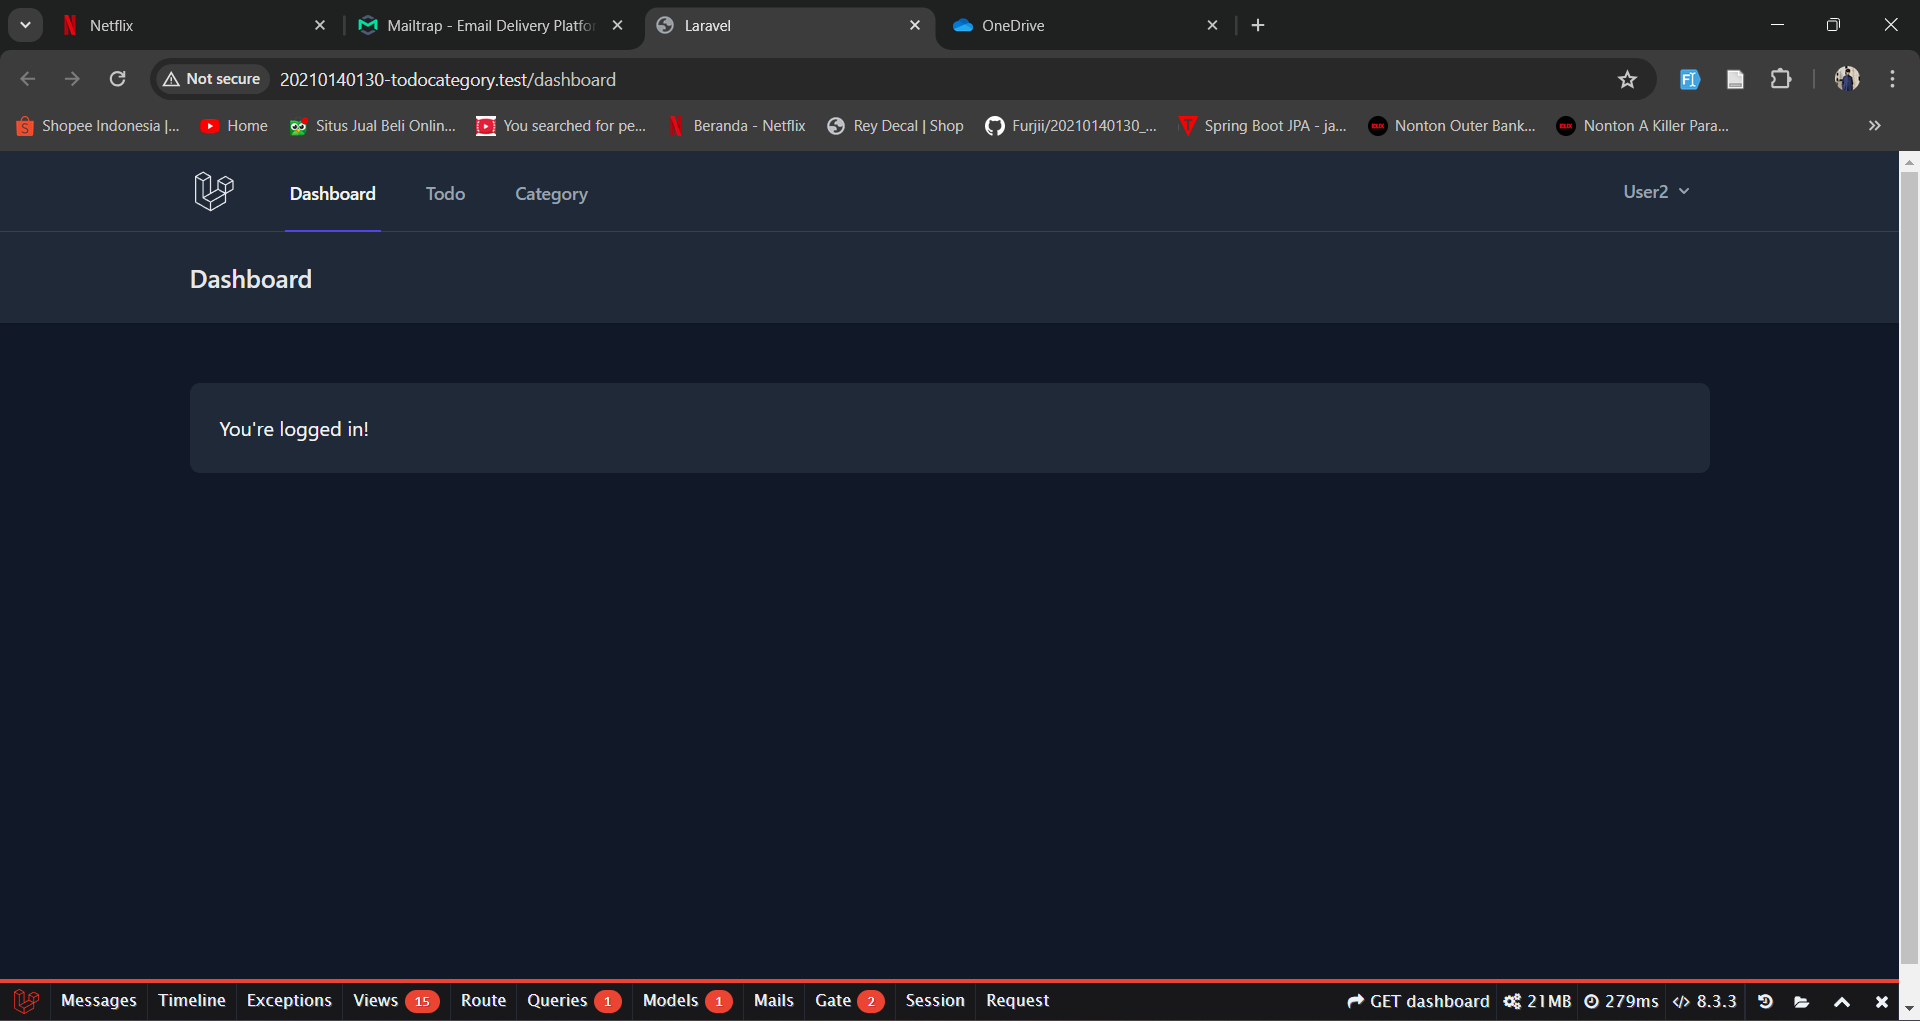 Netflix
Mailtrap - Email Delivery Platfo
Laravel
OneDrive
Not secure
20210140130-todocategory.test/dashboard
Shopee Indonesia |...
Home
Situs Jual Beli Onlin...
You searched for pe...
Beranda - Netflix
Rey Decal | Shop
Furjii/20210140130_...
Spring Boot JPA - ja...
Nonton Outer Bank...
Nonton A Killer Para...
Dashboard
Todo
Category
User2
Dashboard
You're logged in!
Messages
Timeline
Exceptions
Views 15
Route
Queries 1
Models 1
Mails
Gate 2
Session
Request
GET dashboard
21MB
279ms
8.3.3